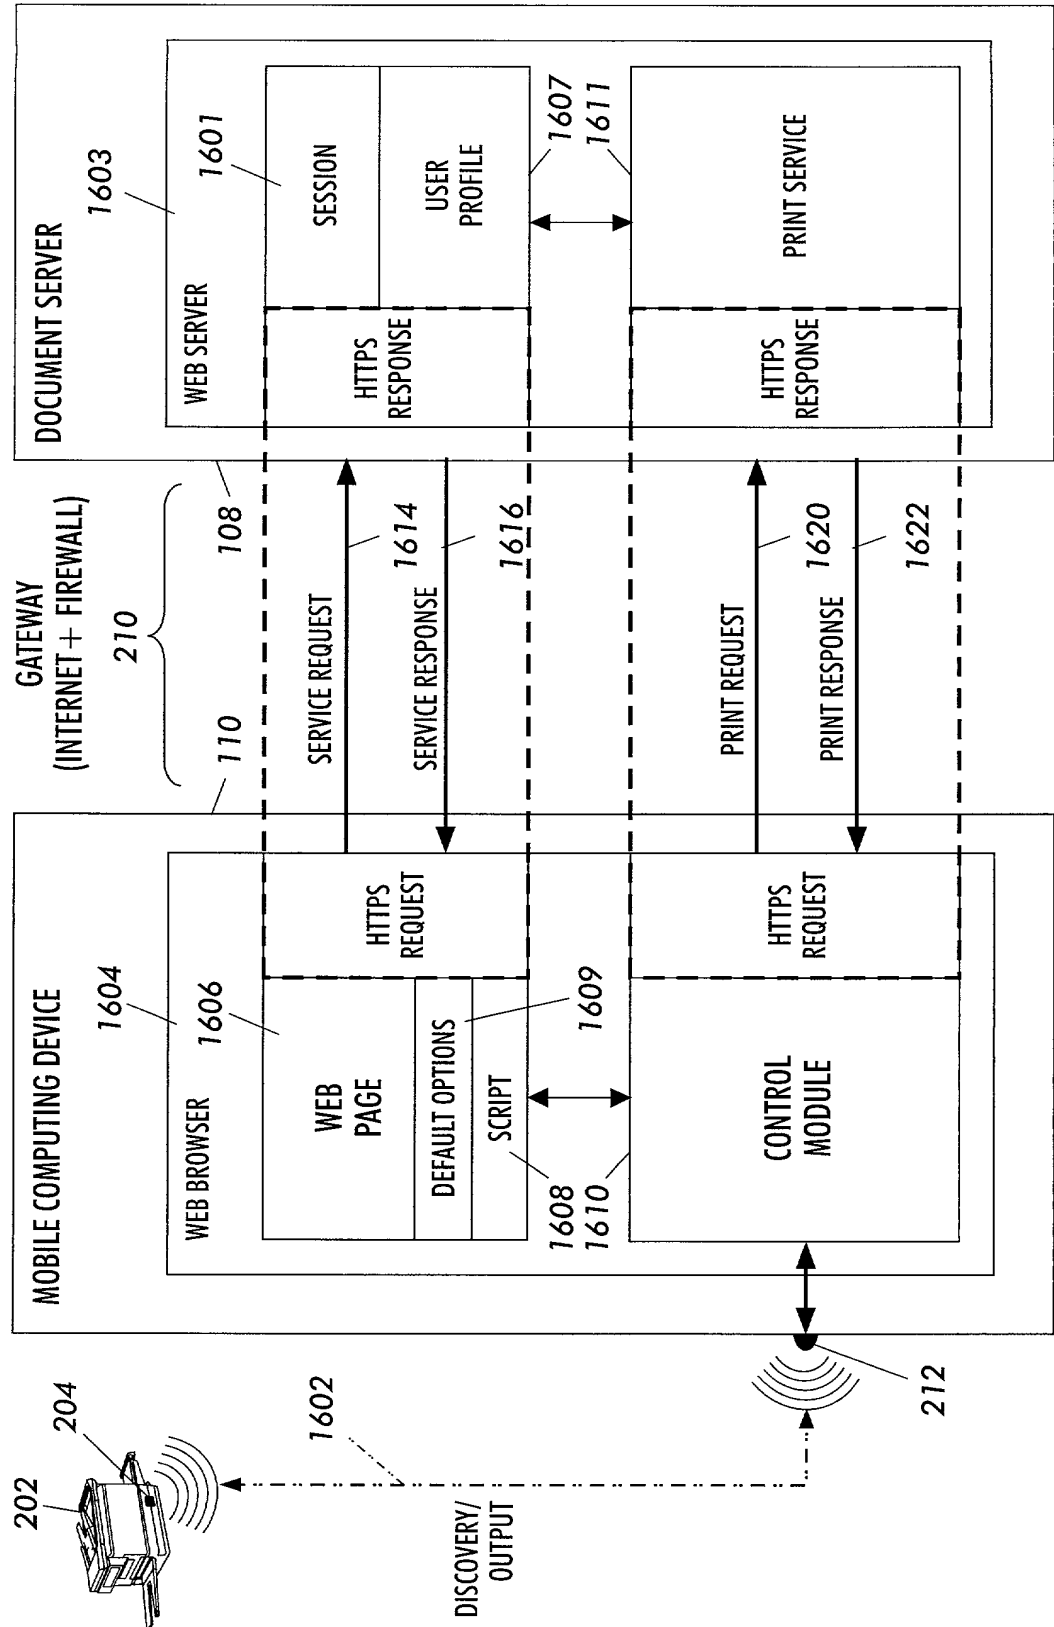 202
204
DISCOVERY/
OUTPUT
1602
212
MOBILE COMPUTING DEVICE
1604
WEB BROWSER
1606
WEB
PAGE
DEFAULT OPTIONS
SCRIPT
HTTPS
REQUEST
1609
1608
1610
CONTROL
MODULE
HTTPS
REQUEST
GATEWAY
(INTERNET + FIREWALL)
210
110
108
SERVICE REQUEST
1614
SERVICE RESPONSE
1616
PRINT REQUEST
1620
PRINT RESPONSE
1622
DOCUMENT SERVER
1603
WEB SERVER
1601
HTTPS
RESPONSE
SESSION
USER
PROFILE
1607
1611
HTTPS
RESPONSE
PRINT SERVICE